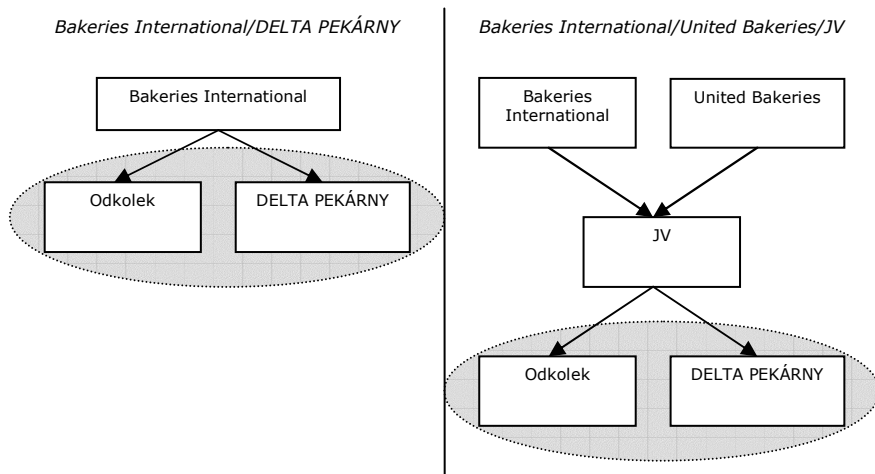 Bakeries International/DELTA PEKÁRNY
Bakeries International
Odkolek
DELTA PEKÁRNY
Bakeries International/United Bakeries/JV
Bakeries
International
United Bakeries
JV
Odkolek
DELTA PEKÁRNY